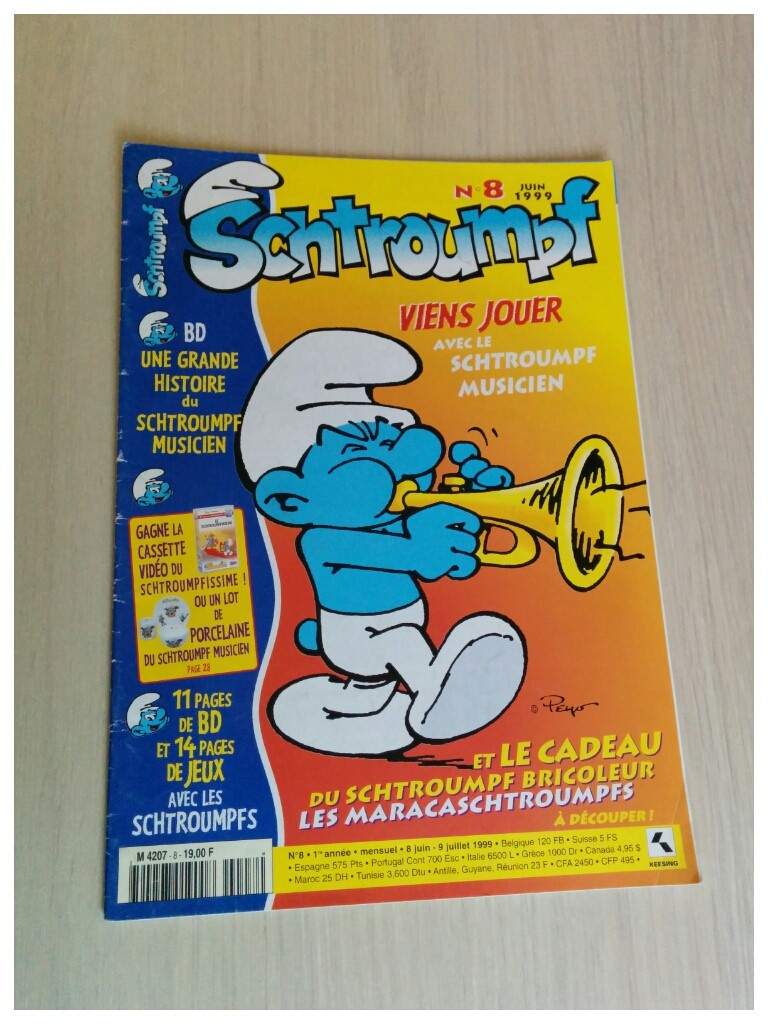 N°8 JUIN 1999
Schtroumpf
Schtroumpf
VIENS JOUER
AVEC LE
SCHTROUMPF
MUSICIEN
BD
UNE GRANDE
HISTOIRE
du
SCHTROUMPF
MUSICIEN
GAGNE LA
CASSETTE
VIDÉO DU
SCHTROUMPFISSIME !
OU UN LOT
DE
PORCELAINE
DU SCHTROUMPF MUSICIEN
PAGE 28
11 PAGES
DE BD
ET 14 PAGES
DE JEUX
AVEC LES
SCHTROUMPFS
© Peyo
ET LE CADEAU
DU SCHTROUMPF BRICOLEUR
LES MARACASCHTROUMPFS
À DÉCOUPER !
M 4207 - 8 - 19,00 F
N°8 • 1re année • mensuel • 8 juin - 9 juillet 1999 • Belgique 120 FB • Suisse 5 FS
• Espagne 575 Pts • Portugal Cont 700 Esc • Italie 6500 L • Grèce 1000 Dr • Canada 4,95 $
• Maroc 25 DH • Tunisie 3,600 Dtu • Antille, Guyane, Réunion 23 F • CFA 2450 • CFP 495 •
KEESING